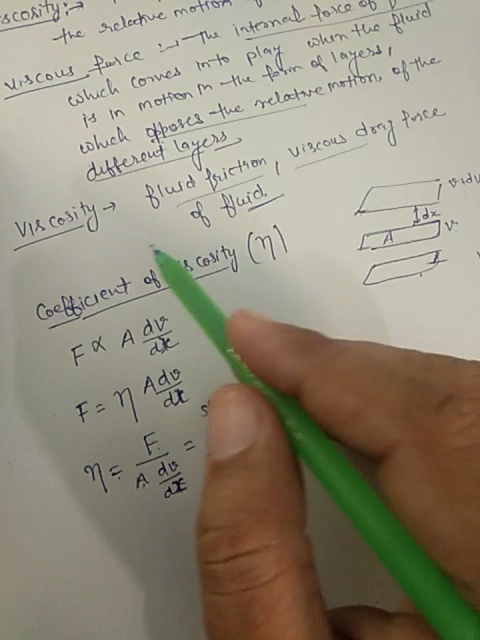 the relative motion
Viscous force :→ The internal force of
which comes into play when the fluid
is in motion in the form of layers,
which opposes the relative motion of the
different layers
Viscosity → fluid friction, viscous drag force
of fluid.
v+dv
dx
A
v
Coefficient of (η)
F ∝ A dv/dx
F = η A dv/dx
η = F / A dv/dx =